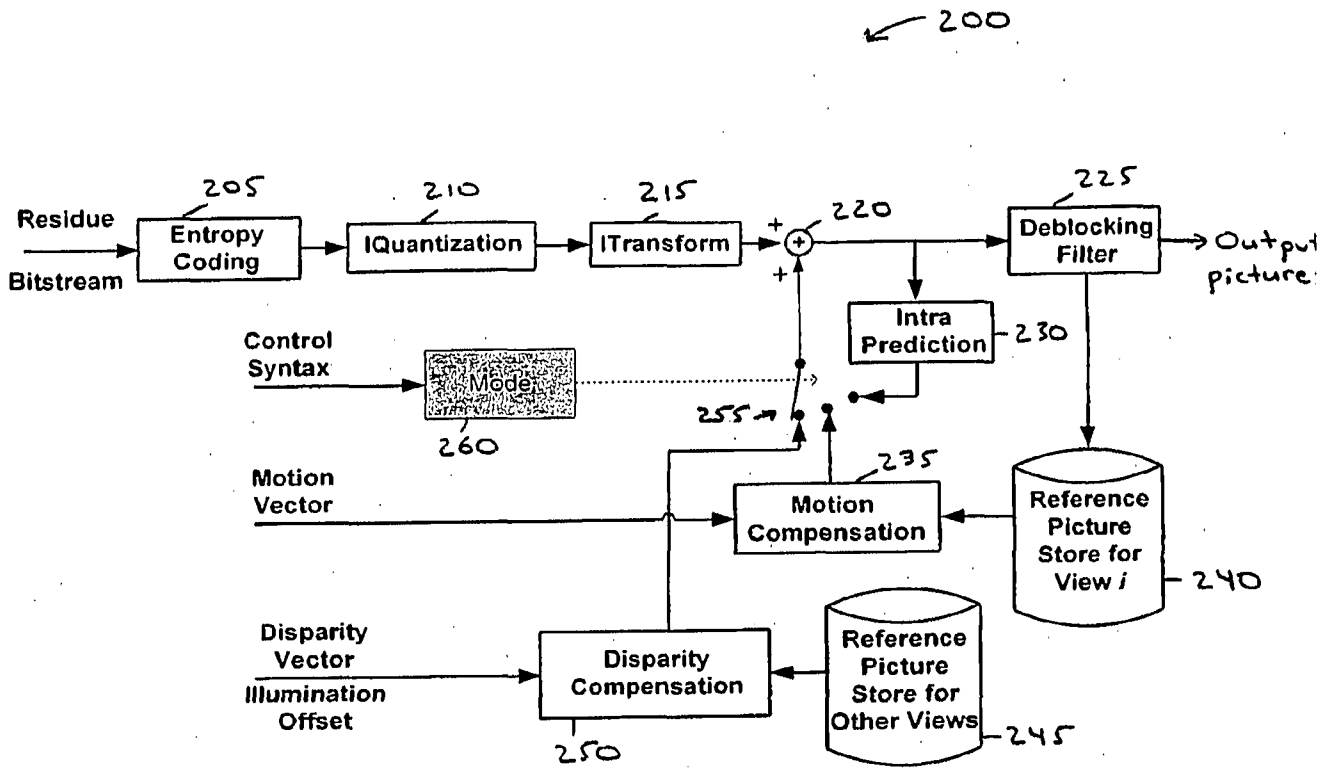 200
205
210
215
220
225
Residue
Bitstream
Entropy
Coding
IQuantization
ITransform
+
+
+
Deblocking
Filter
Output
picture
Intra
Prediction
230
Control
Syntax
Mode
260
255
Motion
Vector
235
Motion
Compensation
Reference
Picture
Store for
View i
240
Disparity
Vector
Illumination
Offset
Disparity
Compensation
250
Reference
Picture
Store for
Other Views
245